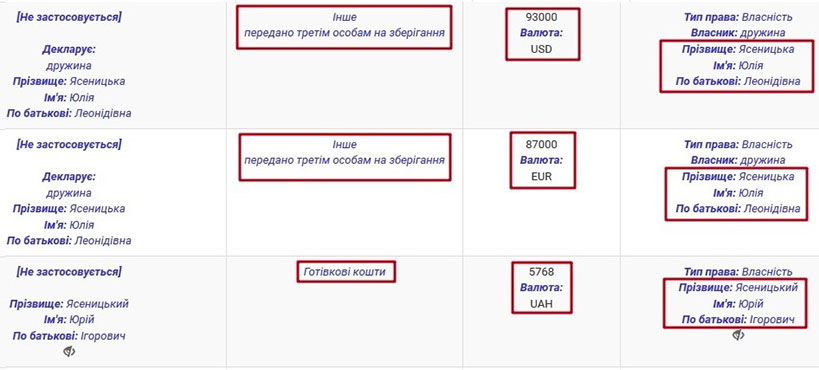 [Не застосовується]
Декларує:
дружина
Прізвище: Ясеницька
Ім'я: Юлія
По батькові: Леонідівна
Інше
передано третім особам на зберігання
93000
Валюта:
USD
Тип права: Власність
Власник: дружина
Прізвище: Ясеницька
Ім'я: Юлія
По батькові: Леонідівна
[Не застосовується]
Декларує:
дружина
Прізвище: Ясеницька
Ім'я: Юлія
По батькові: Леонідівна
Інше
передано третім особам на зберігання
87000
Валюта:
EUR
Тип права: Власність
Власник: дружина
Прізвище: Ясеницька
Ім'я: Юлія
По батькові: Леонідівна
[Не застосовується]
Прізвище: Ясеницький
Ім'я: Юрій
По батькові: Ігорович
Готівкові кошти
5768
Валюта:
UAH
Тип права: Власність
Прізвище: Ясеницький
Ім'я: Юрій
По батькові: Ігорович